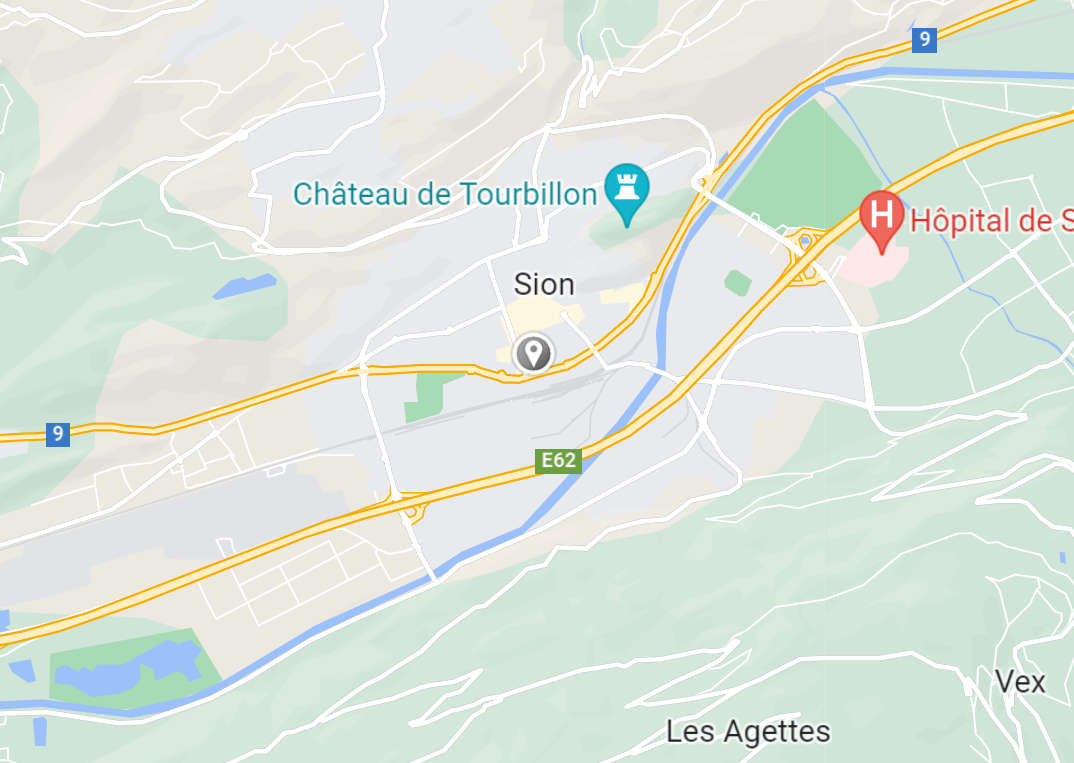 9
Château de Tourbillon
H
Hôpital de S
Sion
9
E62
Vex
Les Agettes